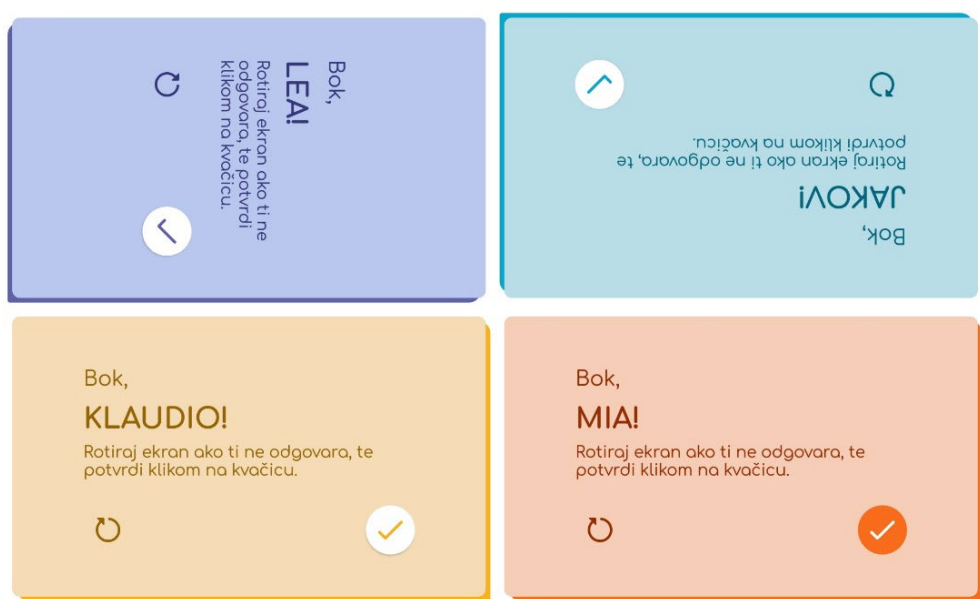 Bok,
LEA!
Rotiraj ekran ako ti ne
odgovara, te potvrdi
klikom na kvačicu.
Bok,
JAKOV!
Rotiraj ekran ako ti ne odgovara, te
potvrdi klikom na kvačicu.
Bok,
KLAUDIO!
Rotiraj ekran ako ti ne odgovara, te
potvrdi klikom na kvačicu.
Bok,
MIA!
Rotiraj ekran ako ti ne odgovara, te
potvrdi klikom na kvačicu.